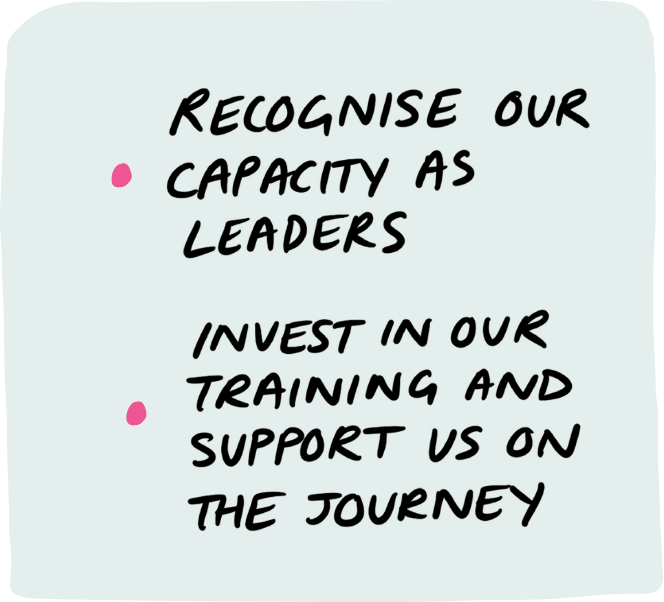 RECOGNISE OUR
CAPACITY AS
LEADERS
INVEST IN OUR
TRAINING AND
SUPPORT US ON
THE JOURNEY